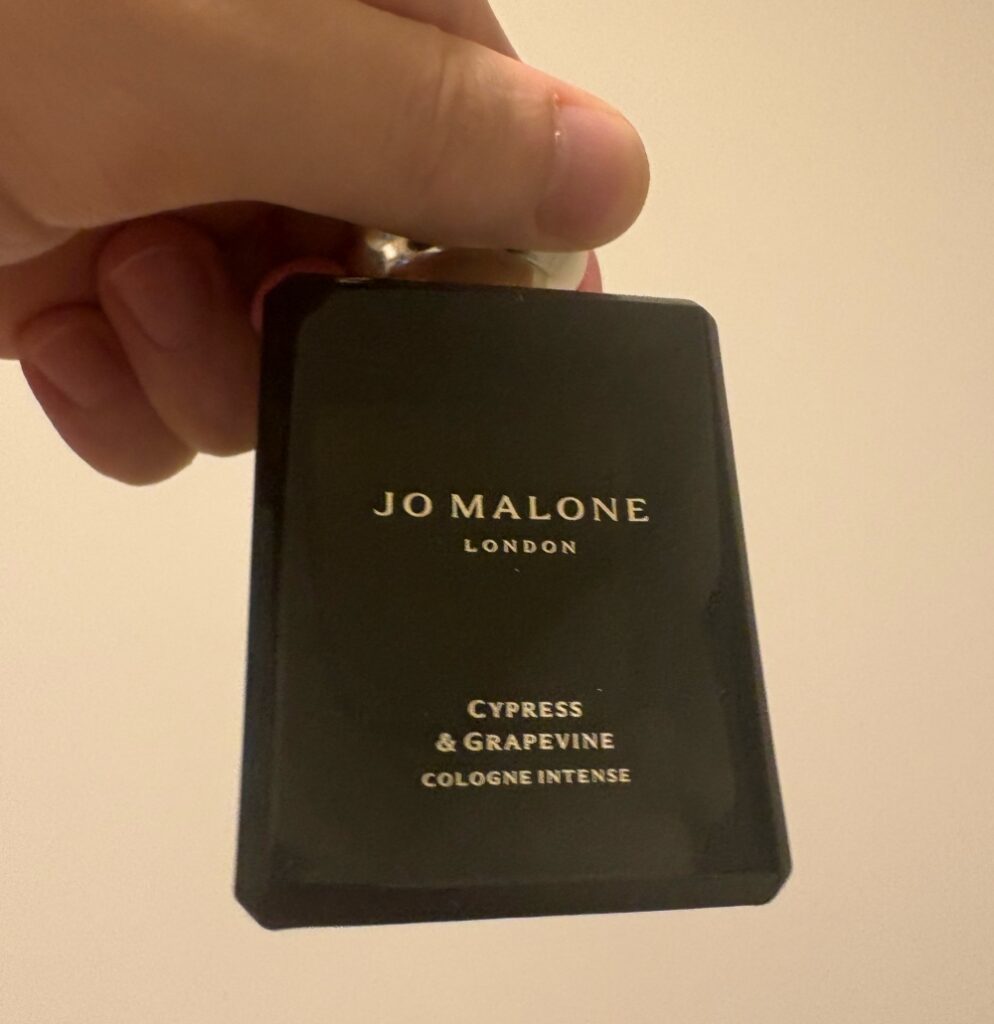 JO MALONE
LONDON
CYPRESS
& GRAPEVINE
COLOGNE INTENSE